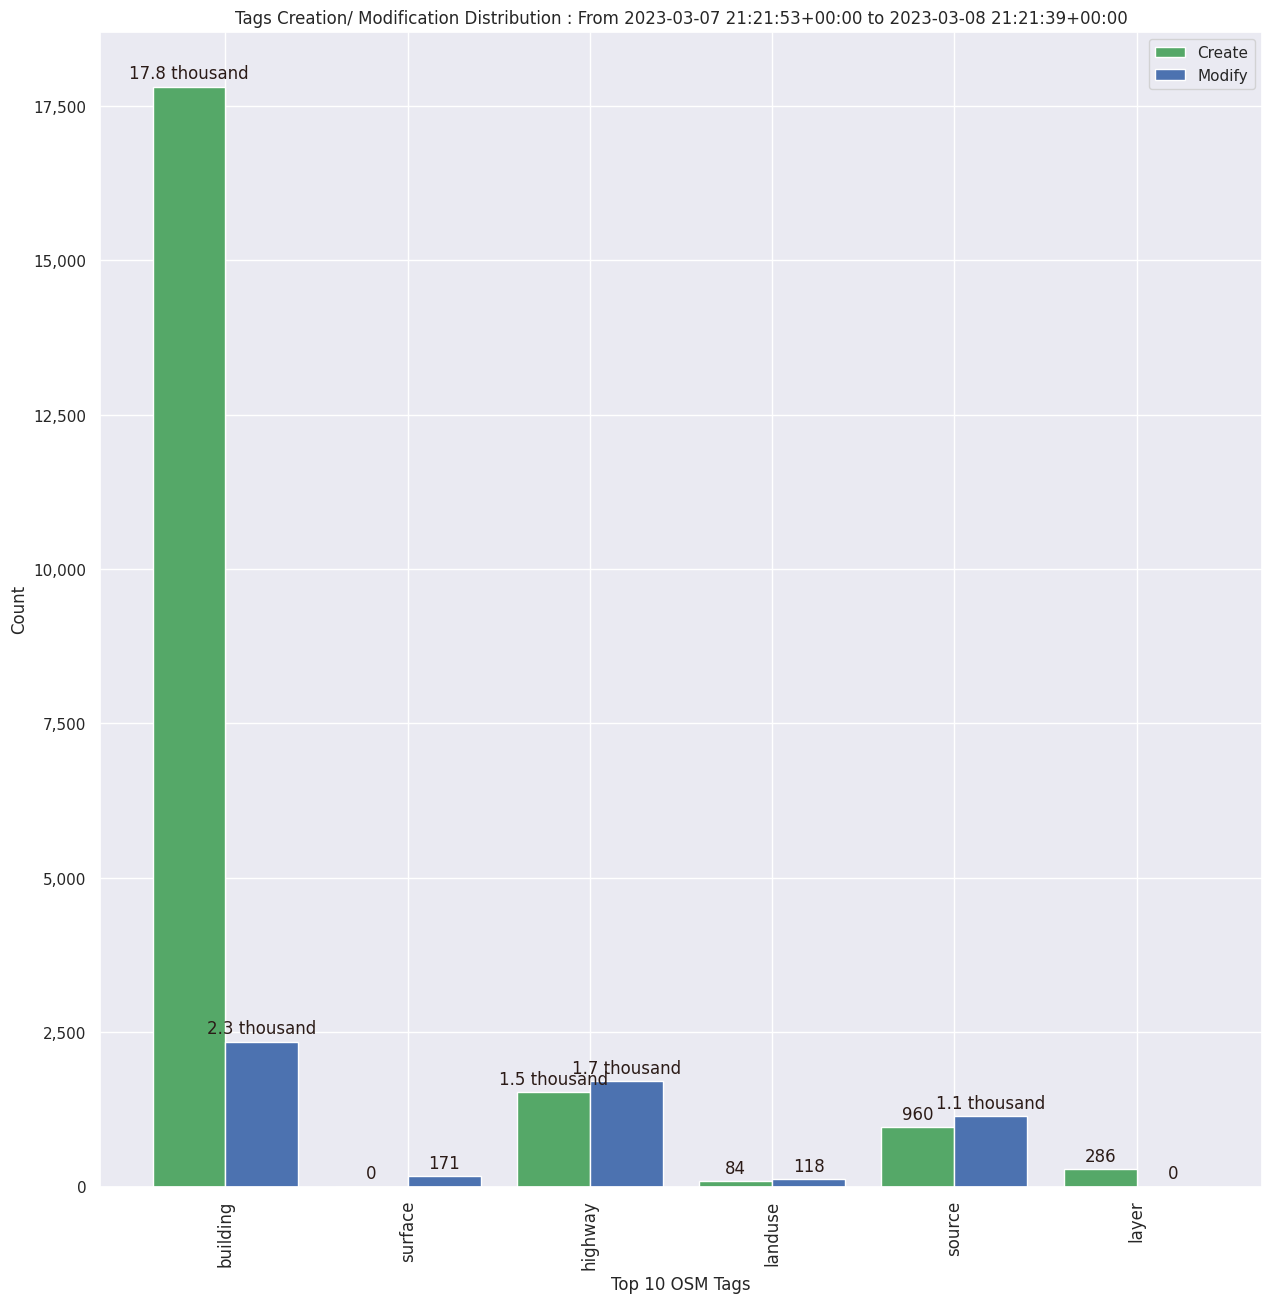 Tags Creation/ Modification Distribution : From 2023-03-07 21:21:53+00:00 to 2023-03-08 21:21:39+00:00
Create
Modify
17.8 thousand
17,500
15,000
12,500
10,000
7,500
5,000
2,500
0
Count
2.3 thousand
0
171
1.5 thousand
1.7 thousand
84
118
960
1.1 thousand
286
0
building
surface
highway
landuse
source
layer
Top 10 OSM Tags